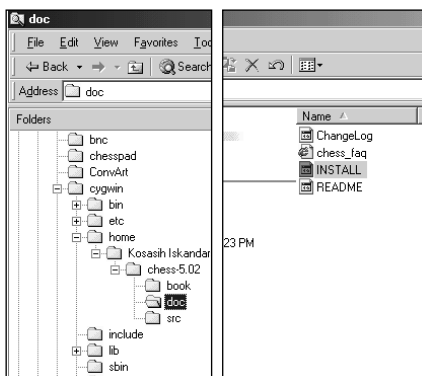 doc
File Edit View Favorites Too
Back Search
Address doc
Folders
bnc
chesspad
ConvArt
cygwin
bin
etc
home
Kosasih Iskandar
chess-5.02
book
doc
src
include
lib
sbin
Name
ChangeLog
chess_faq
INSTALL
README
23 PM